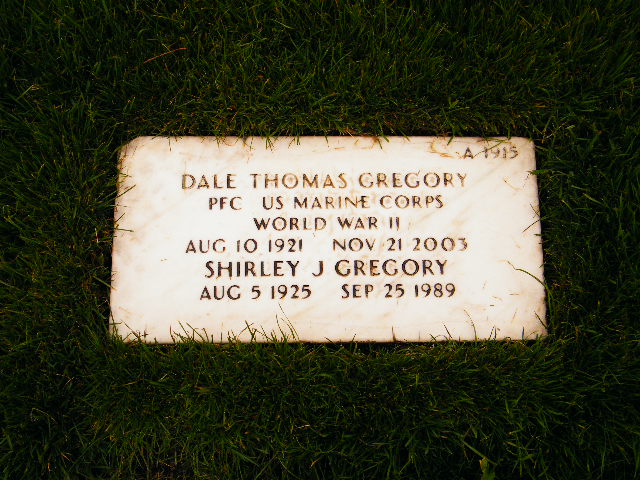 A 1915
DALE THOMAS GREGORY
PFC US MARINE CORPS
WORLD WAR II
AUG 10 1921 NOV 21 2003
SHIRLEY J GREGORY
AUG 5 1925 SEP 25 1989